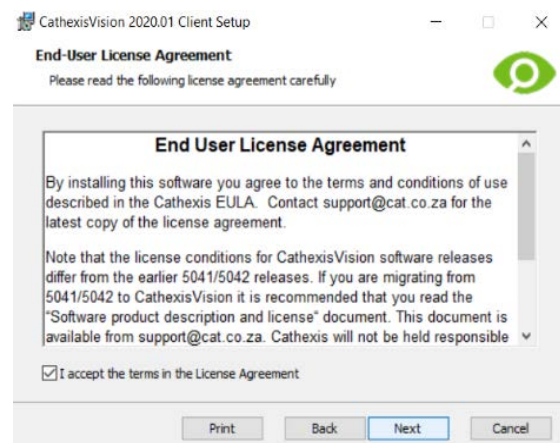 CathexisVision 2020.01 Client Setup
End-User License Agreement
Please read the following license agreement carefully
End User License Agreement
By installing this software you agree to the terms and conditions of use
described in the Cathexis EULA.  Contact support@cat.co.za for the
latest copy of the license agreement.
Note that the license conditions for CathexisVision software releases
differ from the earlier 5041/5042 releases. If you are migrating from
5041/5042 to CathexisVision it is recommended that you read the
“Software product description and license“ document. This document is
available from support@cat.co.za. Cathexis will not be held responsible
I accept the terms in the License Agreement
Print Back Next Cancel